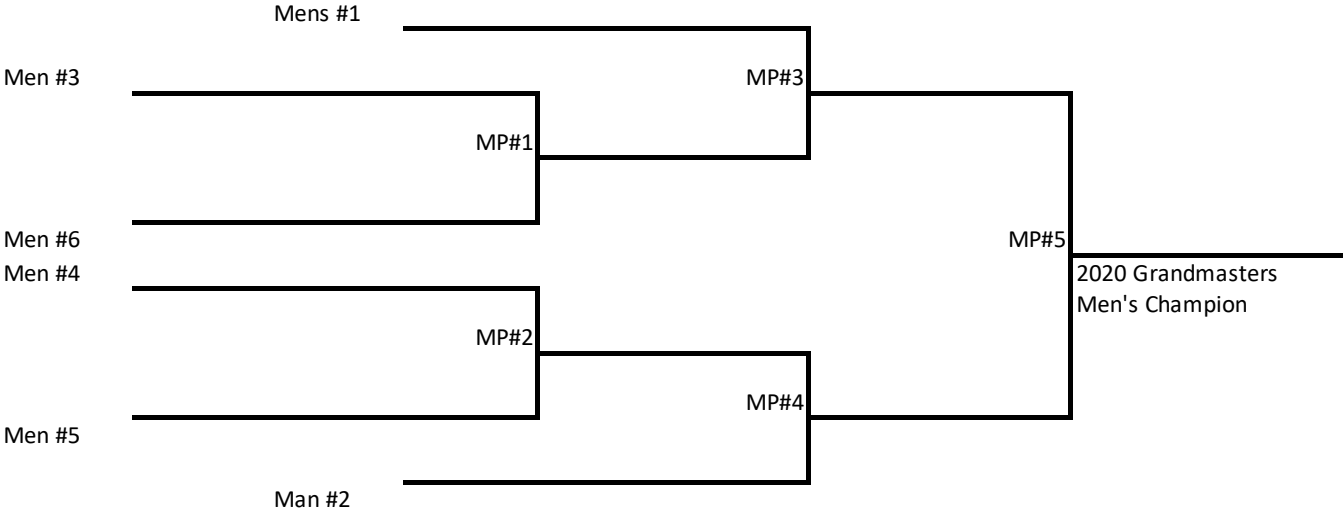 Mens #1
Men #3
MP#3
MP#1
Men #6
MP#5
Men #4
2020 Grandmasters
Men's Champion
MP#2
MP#4
Men #5
Man #2